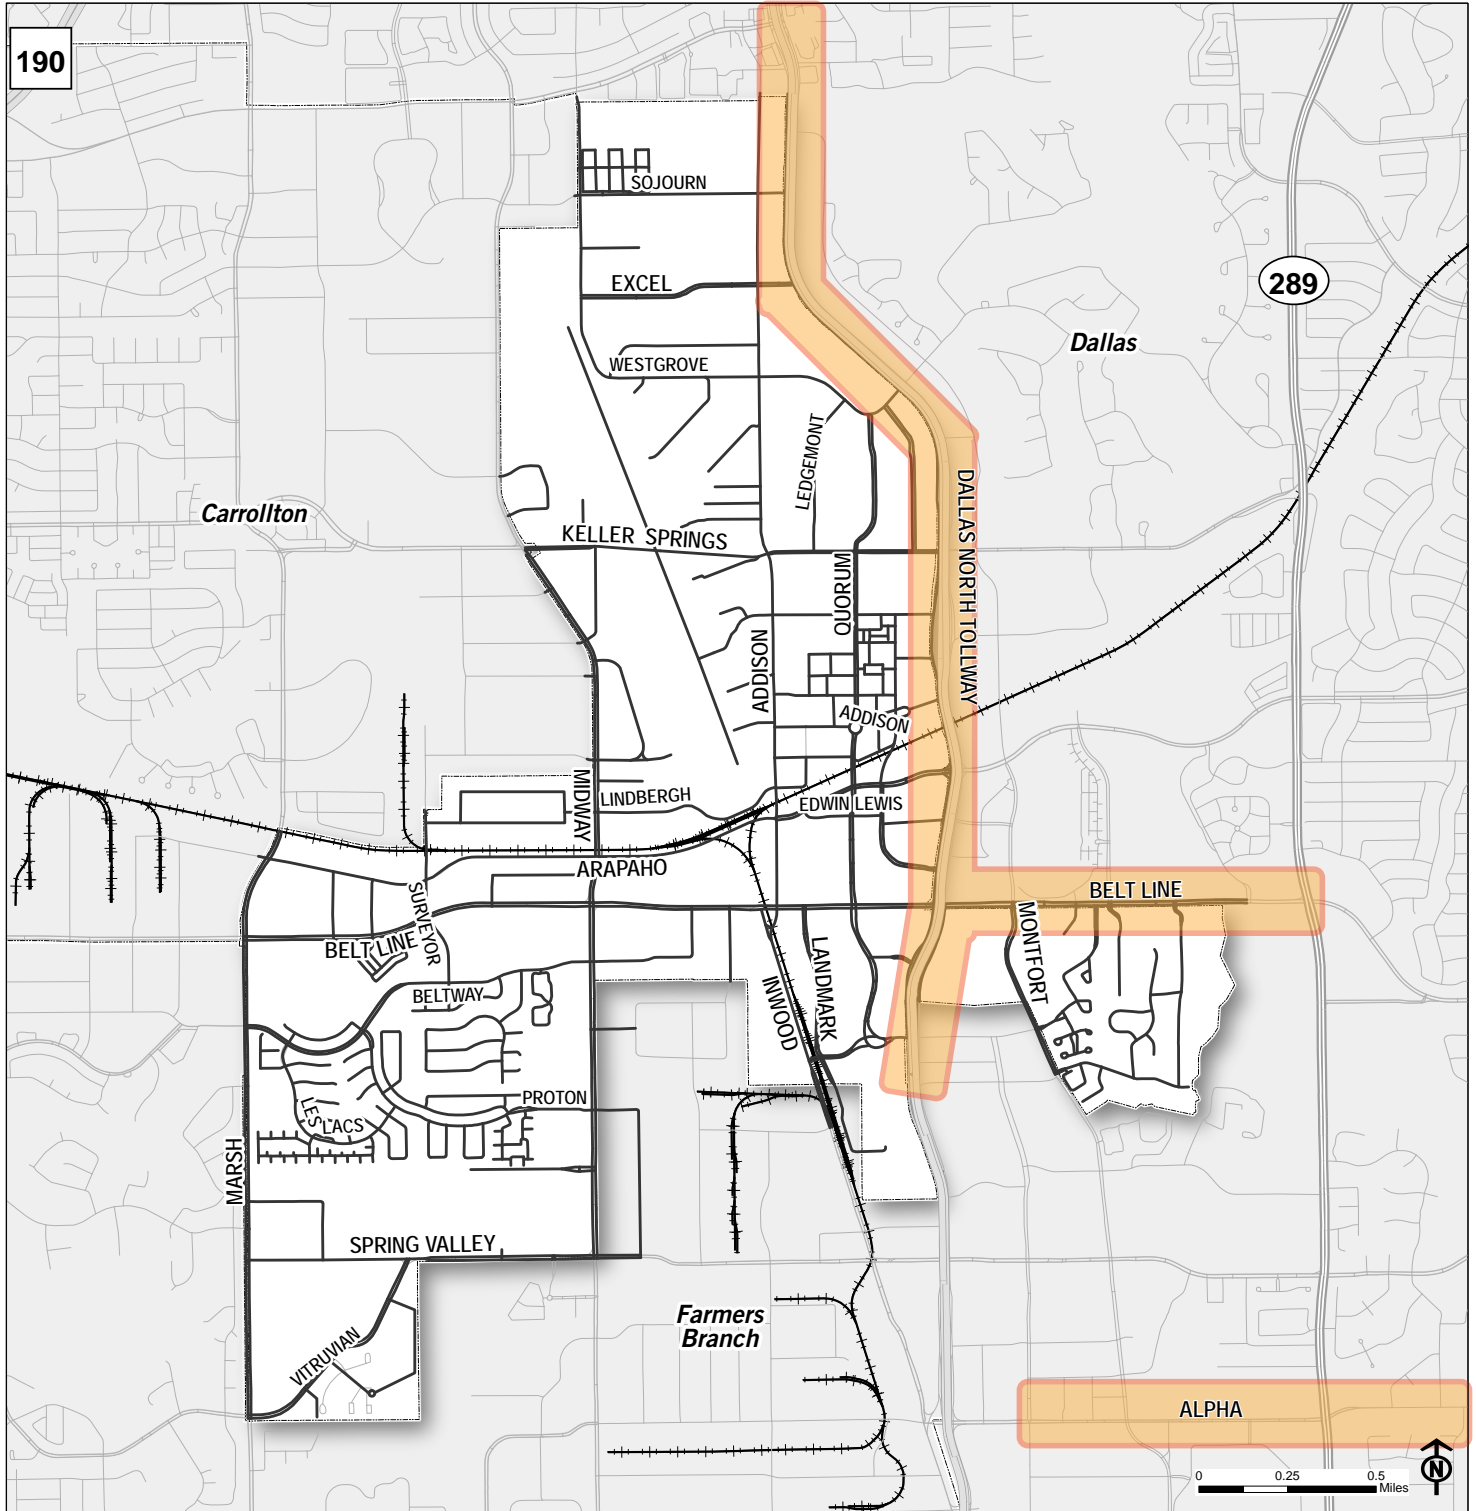 190
SOJOURN
EXCEL
289
Dallas
WESTGROVE
LEDGEMONT
DALLAS NORTH TOLLWAY
Carrollton
KELLER SPRINGS
QUORUM
ADDISON
ADDISON
MIDWAY
LINDBERGH
EDWIN LEWIS
ARAPAHO
BELT LINE
SURVEYOR
BELT LINE
MONTFORT
LANDMARK
INWOOD
BELTWAY
PROTON
LES LACS
MARSH
SPRING VALLEY
Farmers
Branch
VITRUVIAN
ALPHA
N
0 0.25 0.5
Miles